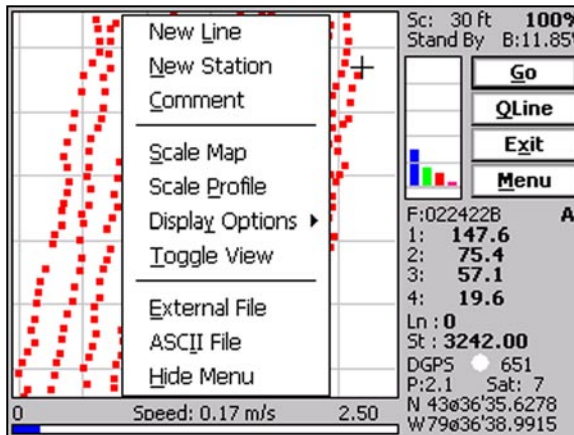 New Line
New Station
Comment
Scale Map
Scale Profile
Display Options
Toggle View
External File
ASCII File
Hide Menu
0 Speed: 0.17 m/s 2.50
Sc: 30 ft 100%
Stand By B:11.85%
Go
QLine
Exit
Menu
F:022422B A
1: 147.6
2: 75.4
3: 57.1
4: 19.6
Ln : 0
St : 3242.00
DGPS 651
P:2.1 Sat: 7
N 43ø36'35.6278
W79ø36'38.9915